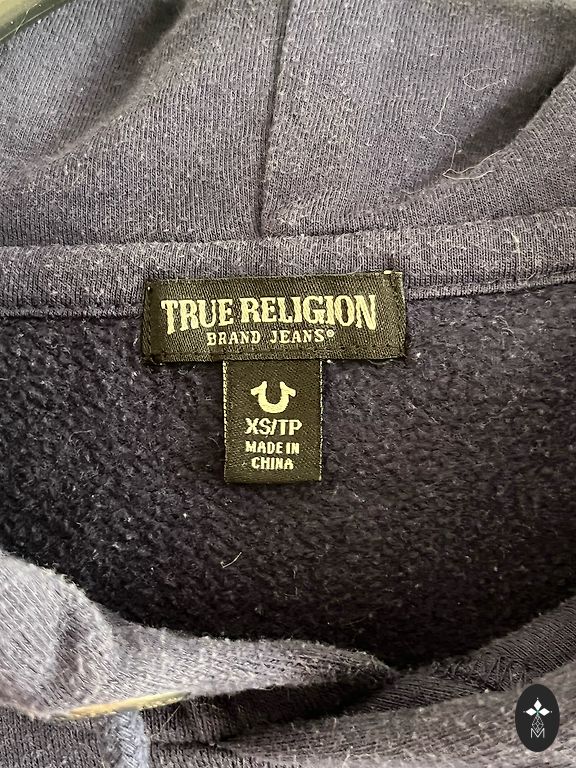 TRUE RELIGION
BRAND JEANS®
XS/TP
MADE IN
CHINA
M